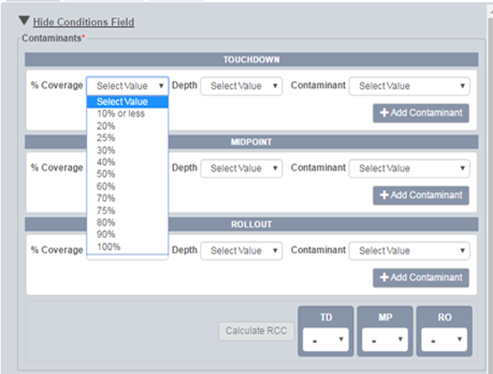 Hide Conditions Field
Contaminants*
TOUCHDOWN
% Coverage Select Value Depth Select Value Contaminant Select Value
Select Value
10% or less
20%
25%
30%
40%
50%
60%
70%
75%
80%
90%
100%
+ Add Contaminant
MIDPOINT
% Coverage Depth Select Value Contaminant Select Value
+ Add Contaminant
ROLLOUT
% Coverage Depth Select Value Contaminant Select Value
+ Add Contaminant
Calculate RCC
TD MP RO
- - -